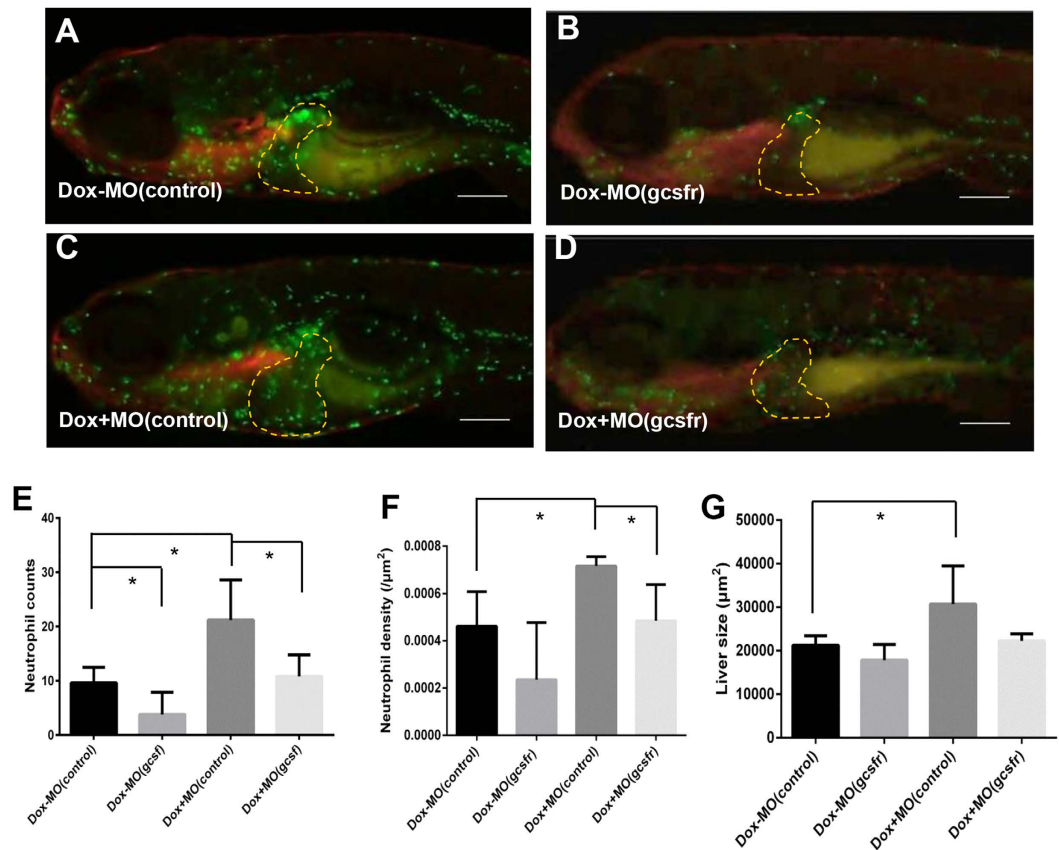 A
Dox-MO(control)
B
Dox-MO(gcsfr)
C
Dox+MO(control)
D
Dox+MO(gcsfr)
E
Neutrophil counts
40
30
20
10
0
*
*
*
Dox-MO(control)
Dox-MO(gcsf)
Dox+MO(control)
Dox+MO(gcsf)
F
Neutrophil density (/µm²)
0.0008
0.0006
0.0004
0.0002
0.0000
*
*
Dox-MO(control)
Dox-MO(gcsfr)
Dox+MO(control)
Dox+MO(gcsfr)
G
Liver size (µm²)
50000
40000
30000
20000
10000
0
*
Dox-MO(control)
Dox-MO(gcsfr)
Dox+MO(control)
Dox+MO(gcsfr)